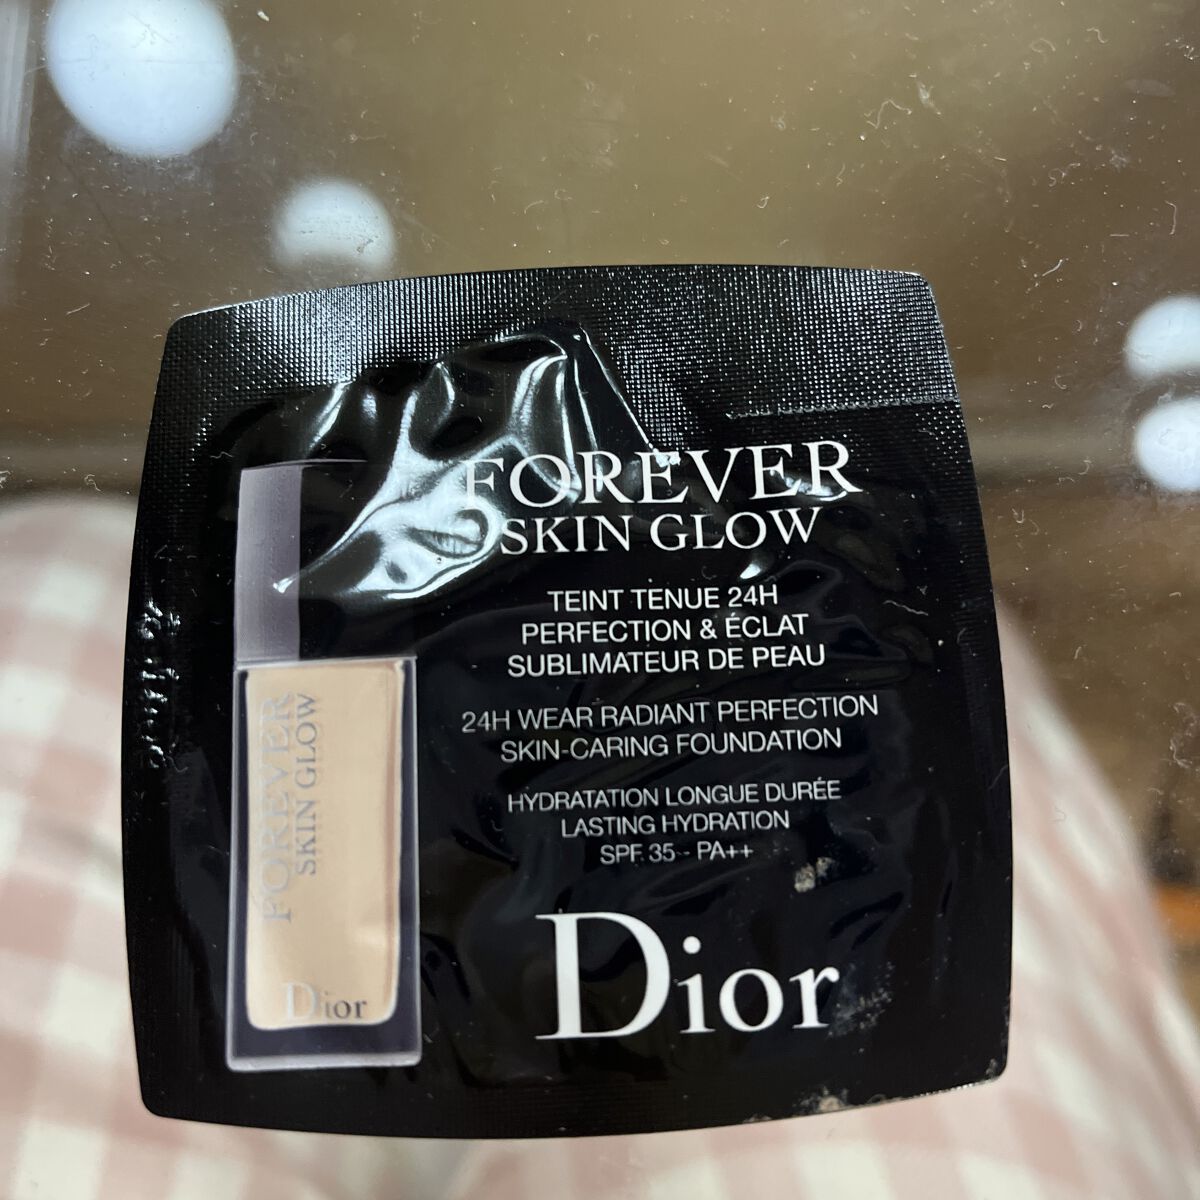 FOREVER
SKIN GLOW
TEINT TENUE 24H
PERFECTION & ÉCLAT
SUBLIMATEUR DE PEAU
24H WEAR RADIANT PERFECTION
SKIN-CARING FOUNDATION
HYDRATATION LONGUE DURÉE
LASTING HYDRATION
SPF 35 - PA++
Dior
FOREVER
SKIN GLOW
Dior